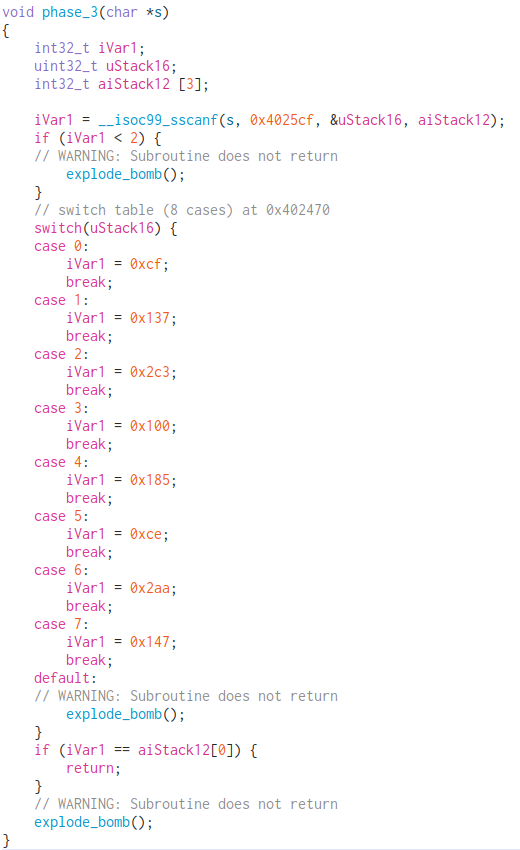 void phase_3(char *s)
{
    int32_t iVar1;
    uint32_t uStack16;
    int32_t aiStack12 [3];

    iVar1 = __isoc99_sscanf(s, 0x4025cf, &uStack16, aiStack12);
    if (iVar1 < 2) {
    // WARNING: Subroutine does not return
        explode_bomb();
    }
    // switch table (8 cases) at 0x402470
    switch(uStack16) {
    case 0:
        iVar1 = 0xcf;
        break;
    case 1:
        iVar1 = 0x137;
        break;
    case 2:
        iVar1 = 0x2c3;
        break;
    case 3:
        iVar1 = 0x100;
        break;
    case 4:
        iVar1 = 0x185;
        break;
    case 5:
        iVar1 = 0xce;
        break;
    case 6:
        iVar1 = 0x2aa;
        break;
    case 7:
        iVar1 = 0x147;
        break;
    default:
    // WARNING: Subroutine does not return
        explode_bomb();
    }
    if (iVar1 == aiStack12[0]) {
        return;
    }
    // WARNING: Subroutine does not return
    explode_bomb();
}